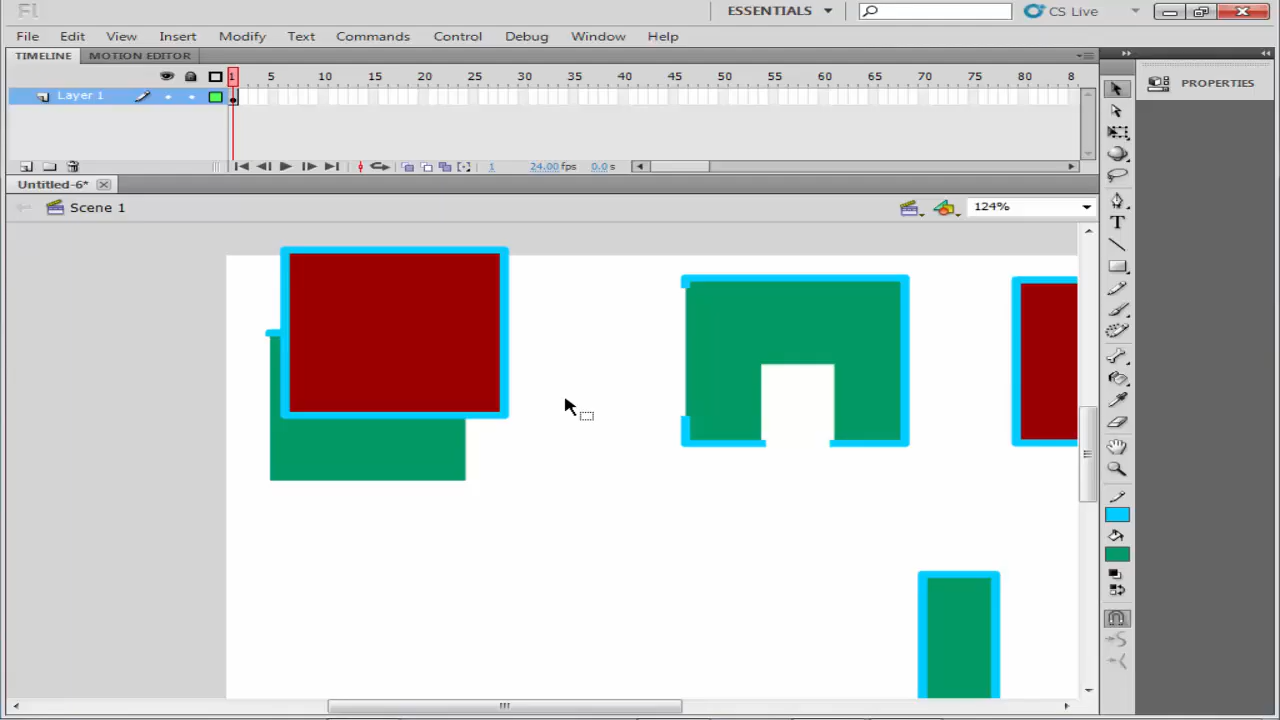 Fl ESSENTIALS CS Live
File Edit View Insert Modify Text Commands Control Debug Window Help
TIMELINE MOTION EDITOR
1 5 10 15 20 25 30 35 40 45 50 55 60 65 70 75 80 8
PROPERTIES
Layer 1
1 24.00 fps 0.0 s
Untitled-6*
Scene 1 124%
T